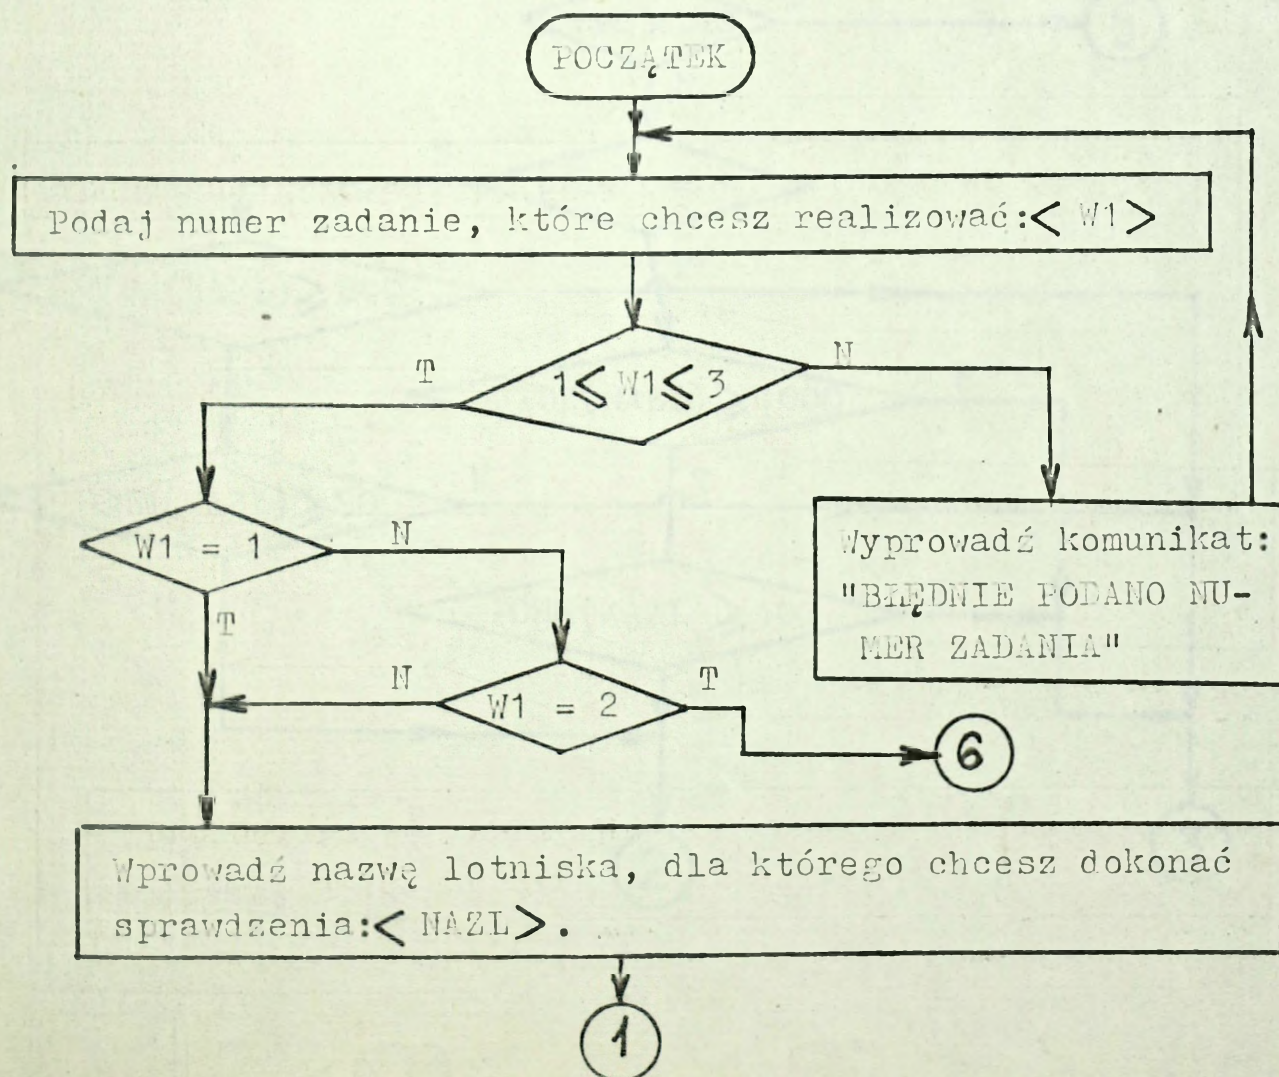 POCZĄTEK
Podaj numer zadanie, które chcesz realizować:< W1>
T
1≤ W1≤ 3
N
W1 = 1
N
Wyprowadź komunikat:
"BŁĘDNIE PODANO NU-
MER ZADANIA"
T
N
W1 = 2
T
6
Wprowadź nazwę lotniska, dla którego chcesz dokonać
sprawdzenia:< NAZL>.
1